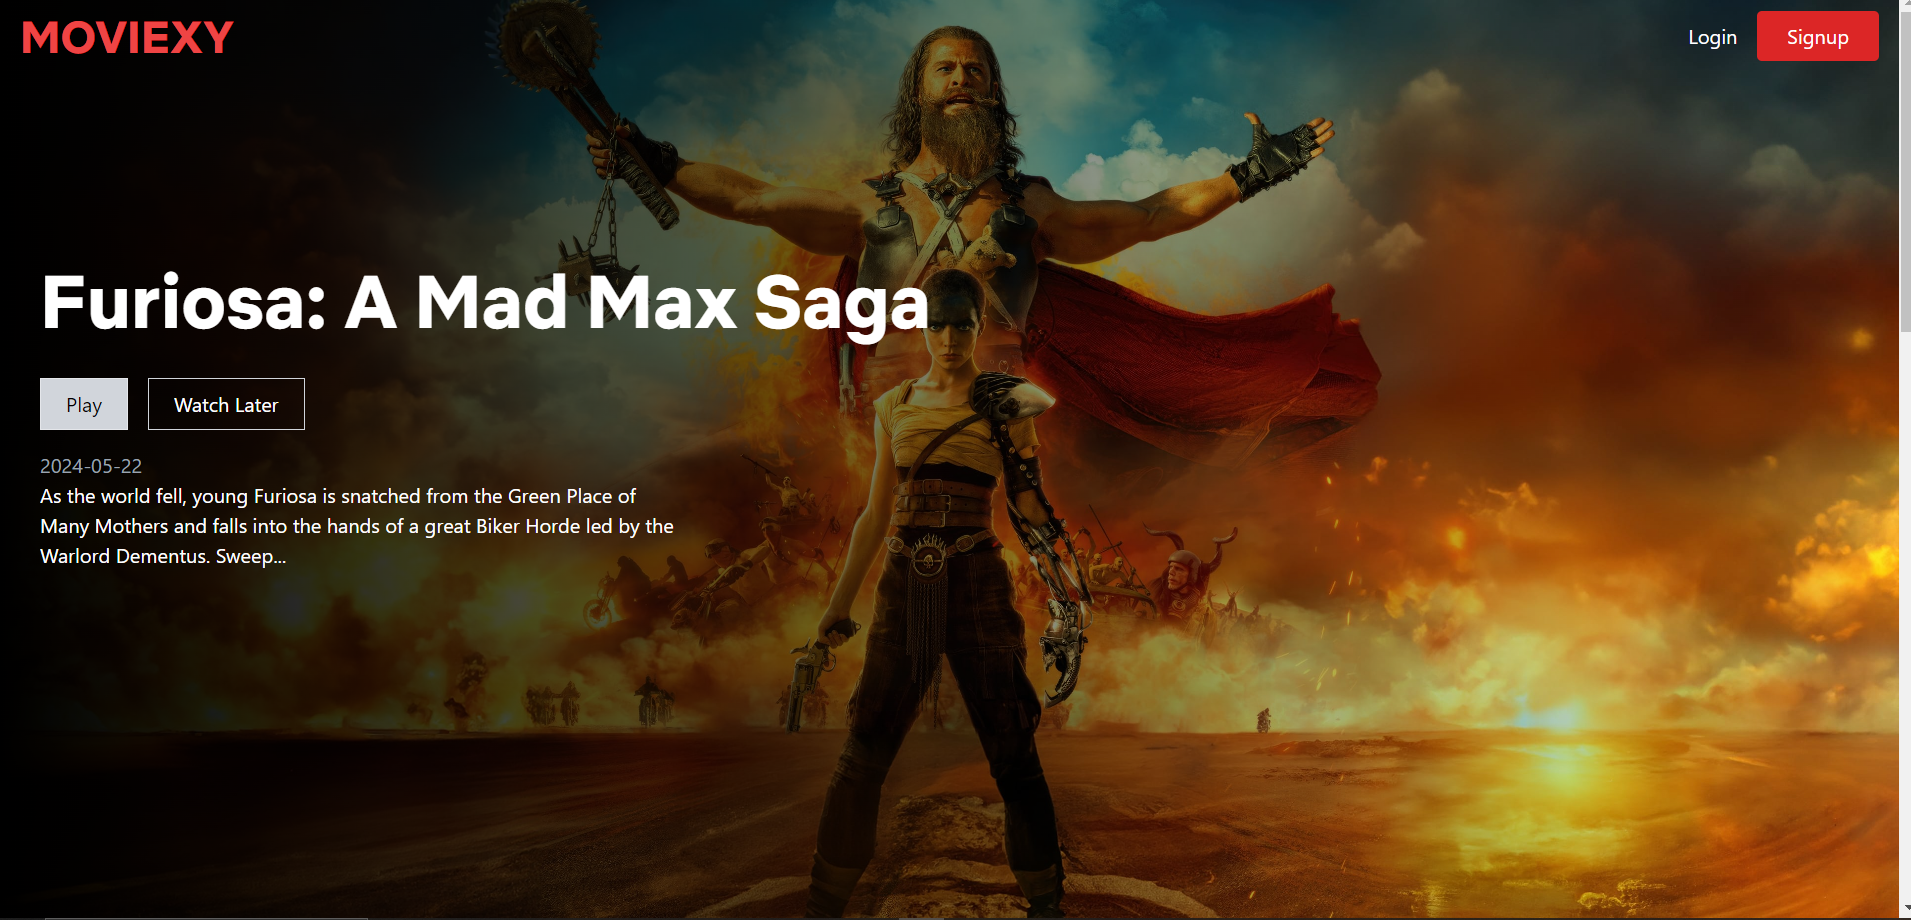 MOVIEXY
Login
Signup
Furiosa: A Mad Max Saga
Play
Watch Later
2024-05-22
As the world fell, young Furiosa is snatched from the Green Place of
Many Mothers and falls into the hands of a great Biker Horde led by the
Warlord Dementus. Sweep...